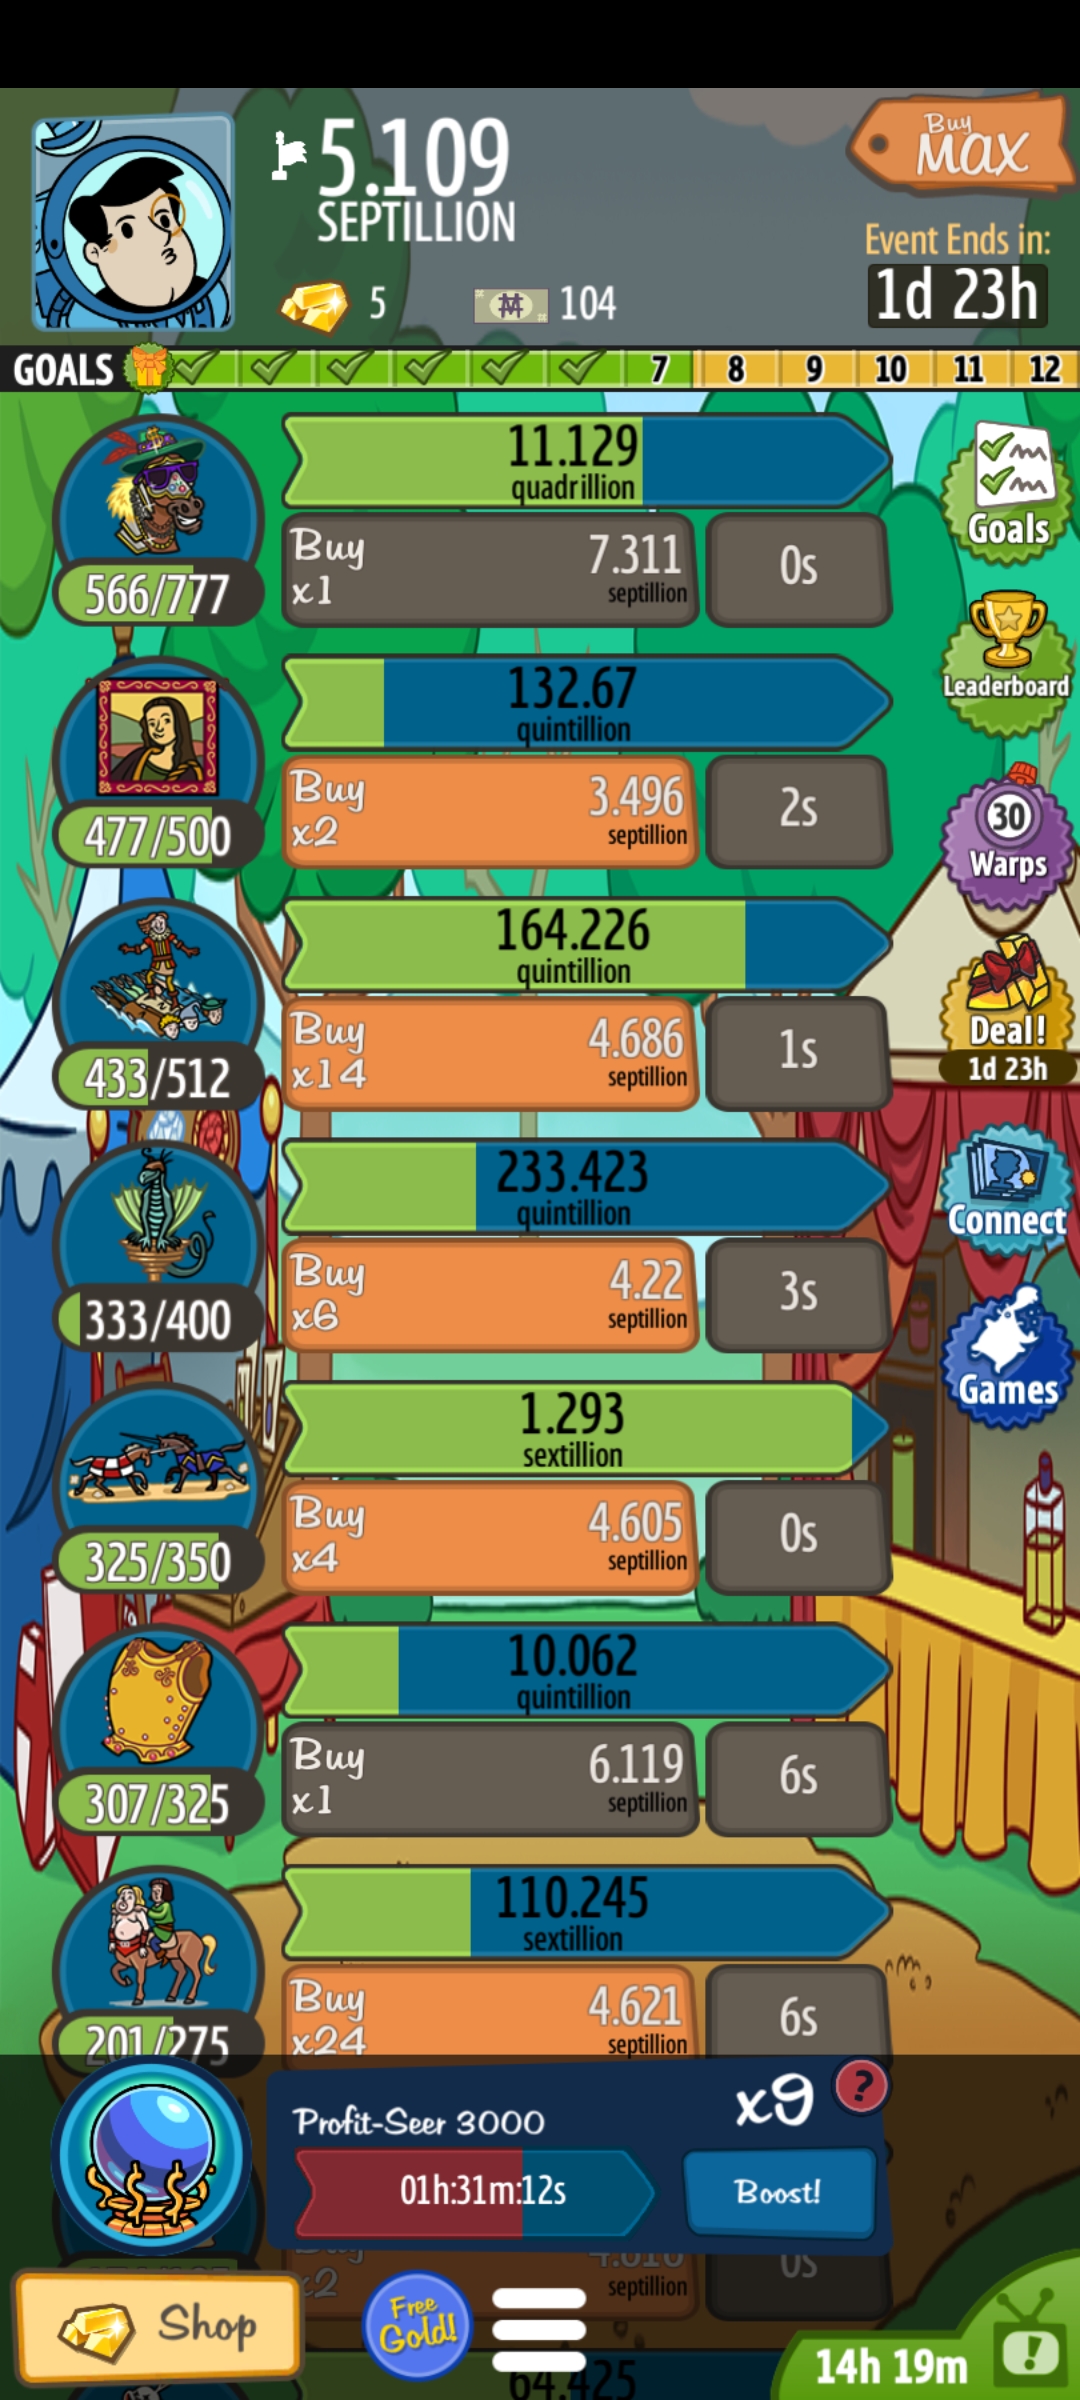 5.109
SEPTILLION
Buy
MAX
Event Ends in:
1d 23h
5
104
GOALS
7
8
9
10
11
12
11.129
quadrillion
Buy
x1
7.311
septillion
0s
566/777
Goals
132.67
quintillion
Buy
x2
3.496
septillion
2s
477/500
Leaderboard
30
Warps
164.226
quintillion
Buy
x14
4.686
septillion
1s
433/512
Deal!
1d 23h
233.423
quintillion
Buy
x6
4.22
septillion
3s
333/400
Connect
1.293
sextillion
Buy
x4
4.605
septillion
0s
325/350
Games
10.062
quintillion
Buy
x1
6.119
septillion
6s
307/325
110.245
sextillion
Buy
x24
4.621
septillion
6s
201/275
Profit-Seer 3000
x9
?
01h:31m:12s
Boost!
Buy
x2
septillion
0s
Shop
Free
Gold!
64.425
14h 19m
!